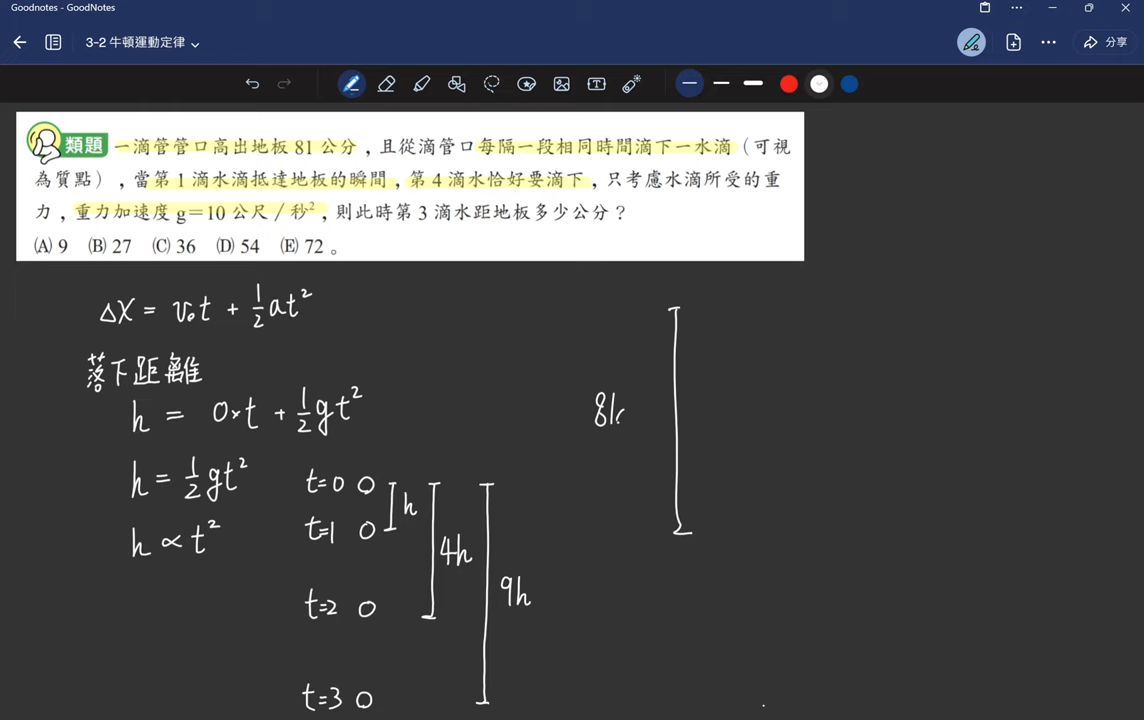 Goodnotes - GoodNotes
3-2 牛頓運動定律
分享
類題 一滴管管口高出地板 81 公分，且從滴管口每隔一段相同時間滴下一水滴（可視
為質點），當第 1 滴水滴抵達地板的瞬間，第 4 滴水恰好要滴下，只考慮水滴所受的重
力，重力加速度 g＝10 公尺／秒²，則此時第 3 滴水距地板多少公分？
(A) 9 (B) 27 (C) 36 (D) 54 (E) 72。
Δx = v₀t + ½at²
落下距離
h = 0×t + ½gt²
h = ½gt²
h ∝ t²
t=0
t=1
t=2
t=3
h
4h
9h
81